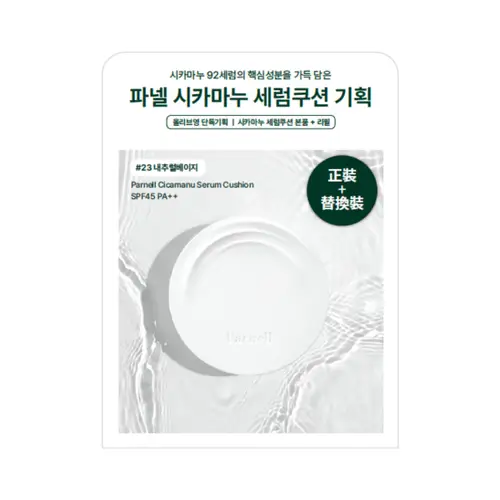 시카마누 92세럼의 핵심성분을 가득 담은
파넬 시카마누 세럼쿠션 기획
올리브영 단독기획 | 시카마누 세럼쿠션 본품 + 리필
#23 내추럴베이지
Parnell Cicamanu Serum Cushion
SPF45 PA++
正裝
+
替換裝
Parnell